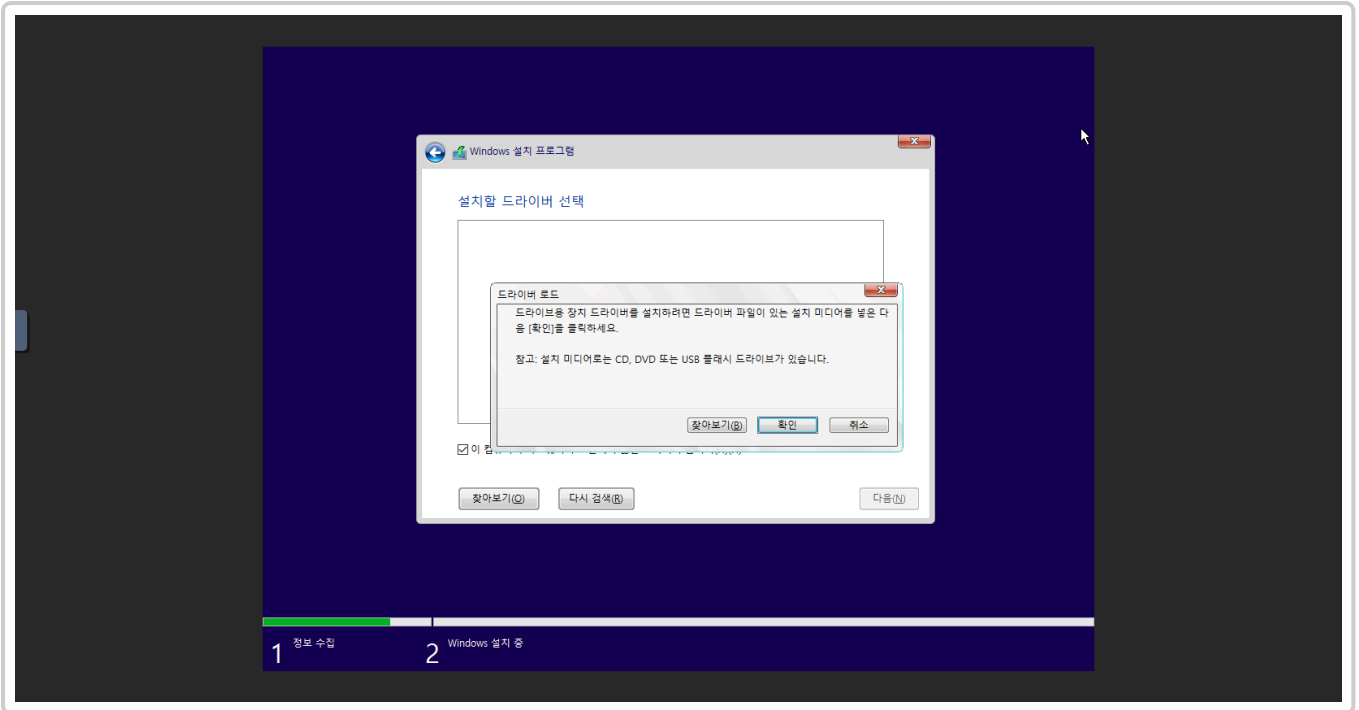 Windows 설치 프로그램
설치할 드라이버 선택
드라이버 로드
드라이브용 장치 드라이버를 설치하려면 드라이버 파일이 있는 설치 미디어를 넣은 다
음 [확인]을 클릭하세요.
참고: 설치 미디어로는 CD, DVD 또는 USB 플래시 드라이브가 있습니다.
찾아보기(B) 확인 취소
이
찾아보기(O) 다시 검색(R) 다음(N)
1 정보 수집 2 Windows 설치 중